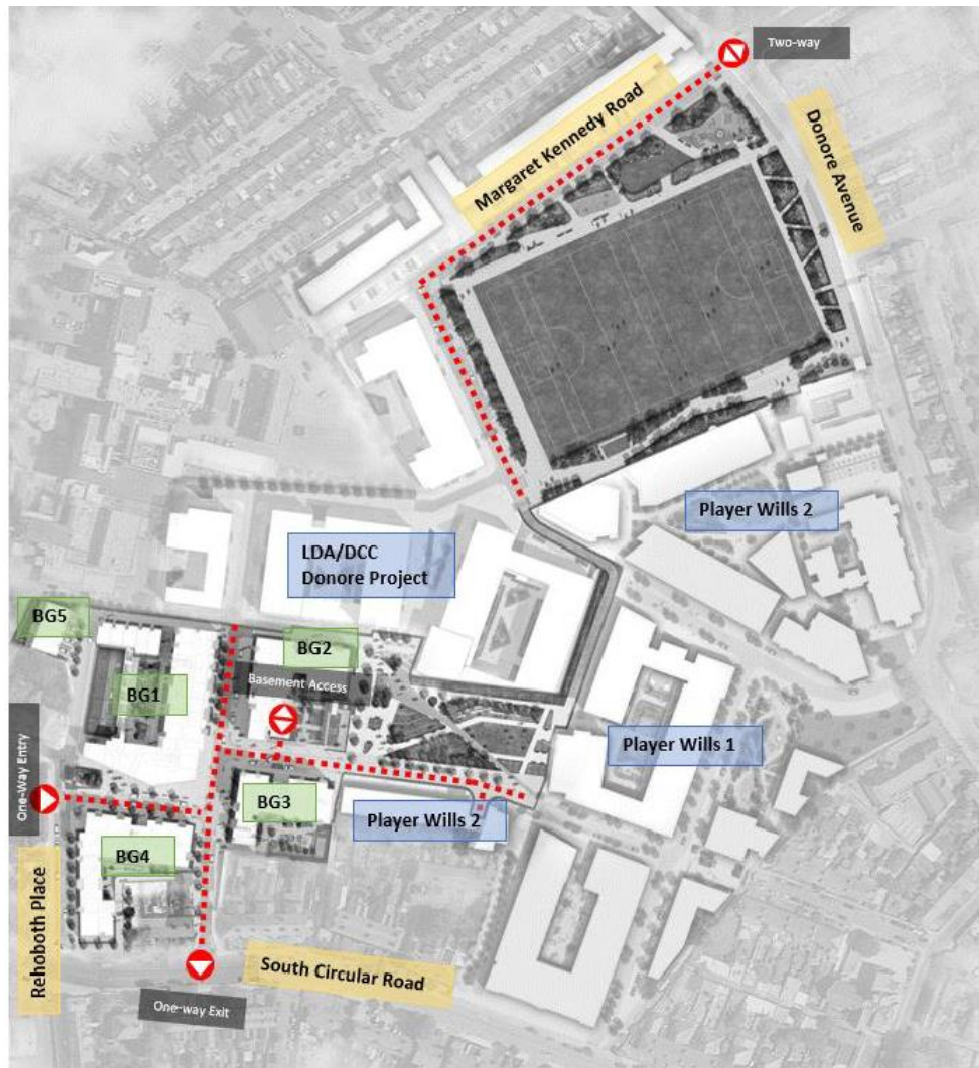 Two-way
Margaret Kennedy Road
Donore Avenue
Player Wills 2
LDA/DCC
Donore Project
BG5
BG2
Basement Access
BG1
Player Wills 1
One-Way Entry
BG3
Player Wills 2
BG4
Rehoboth Place
South Circular Road
One-way Exit